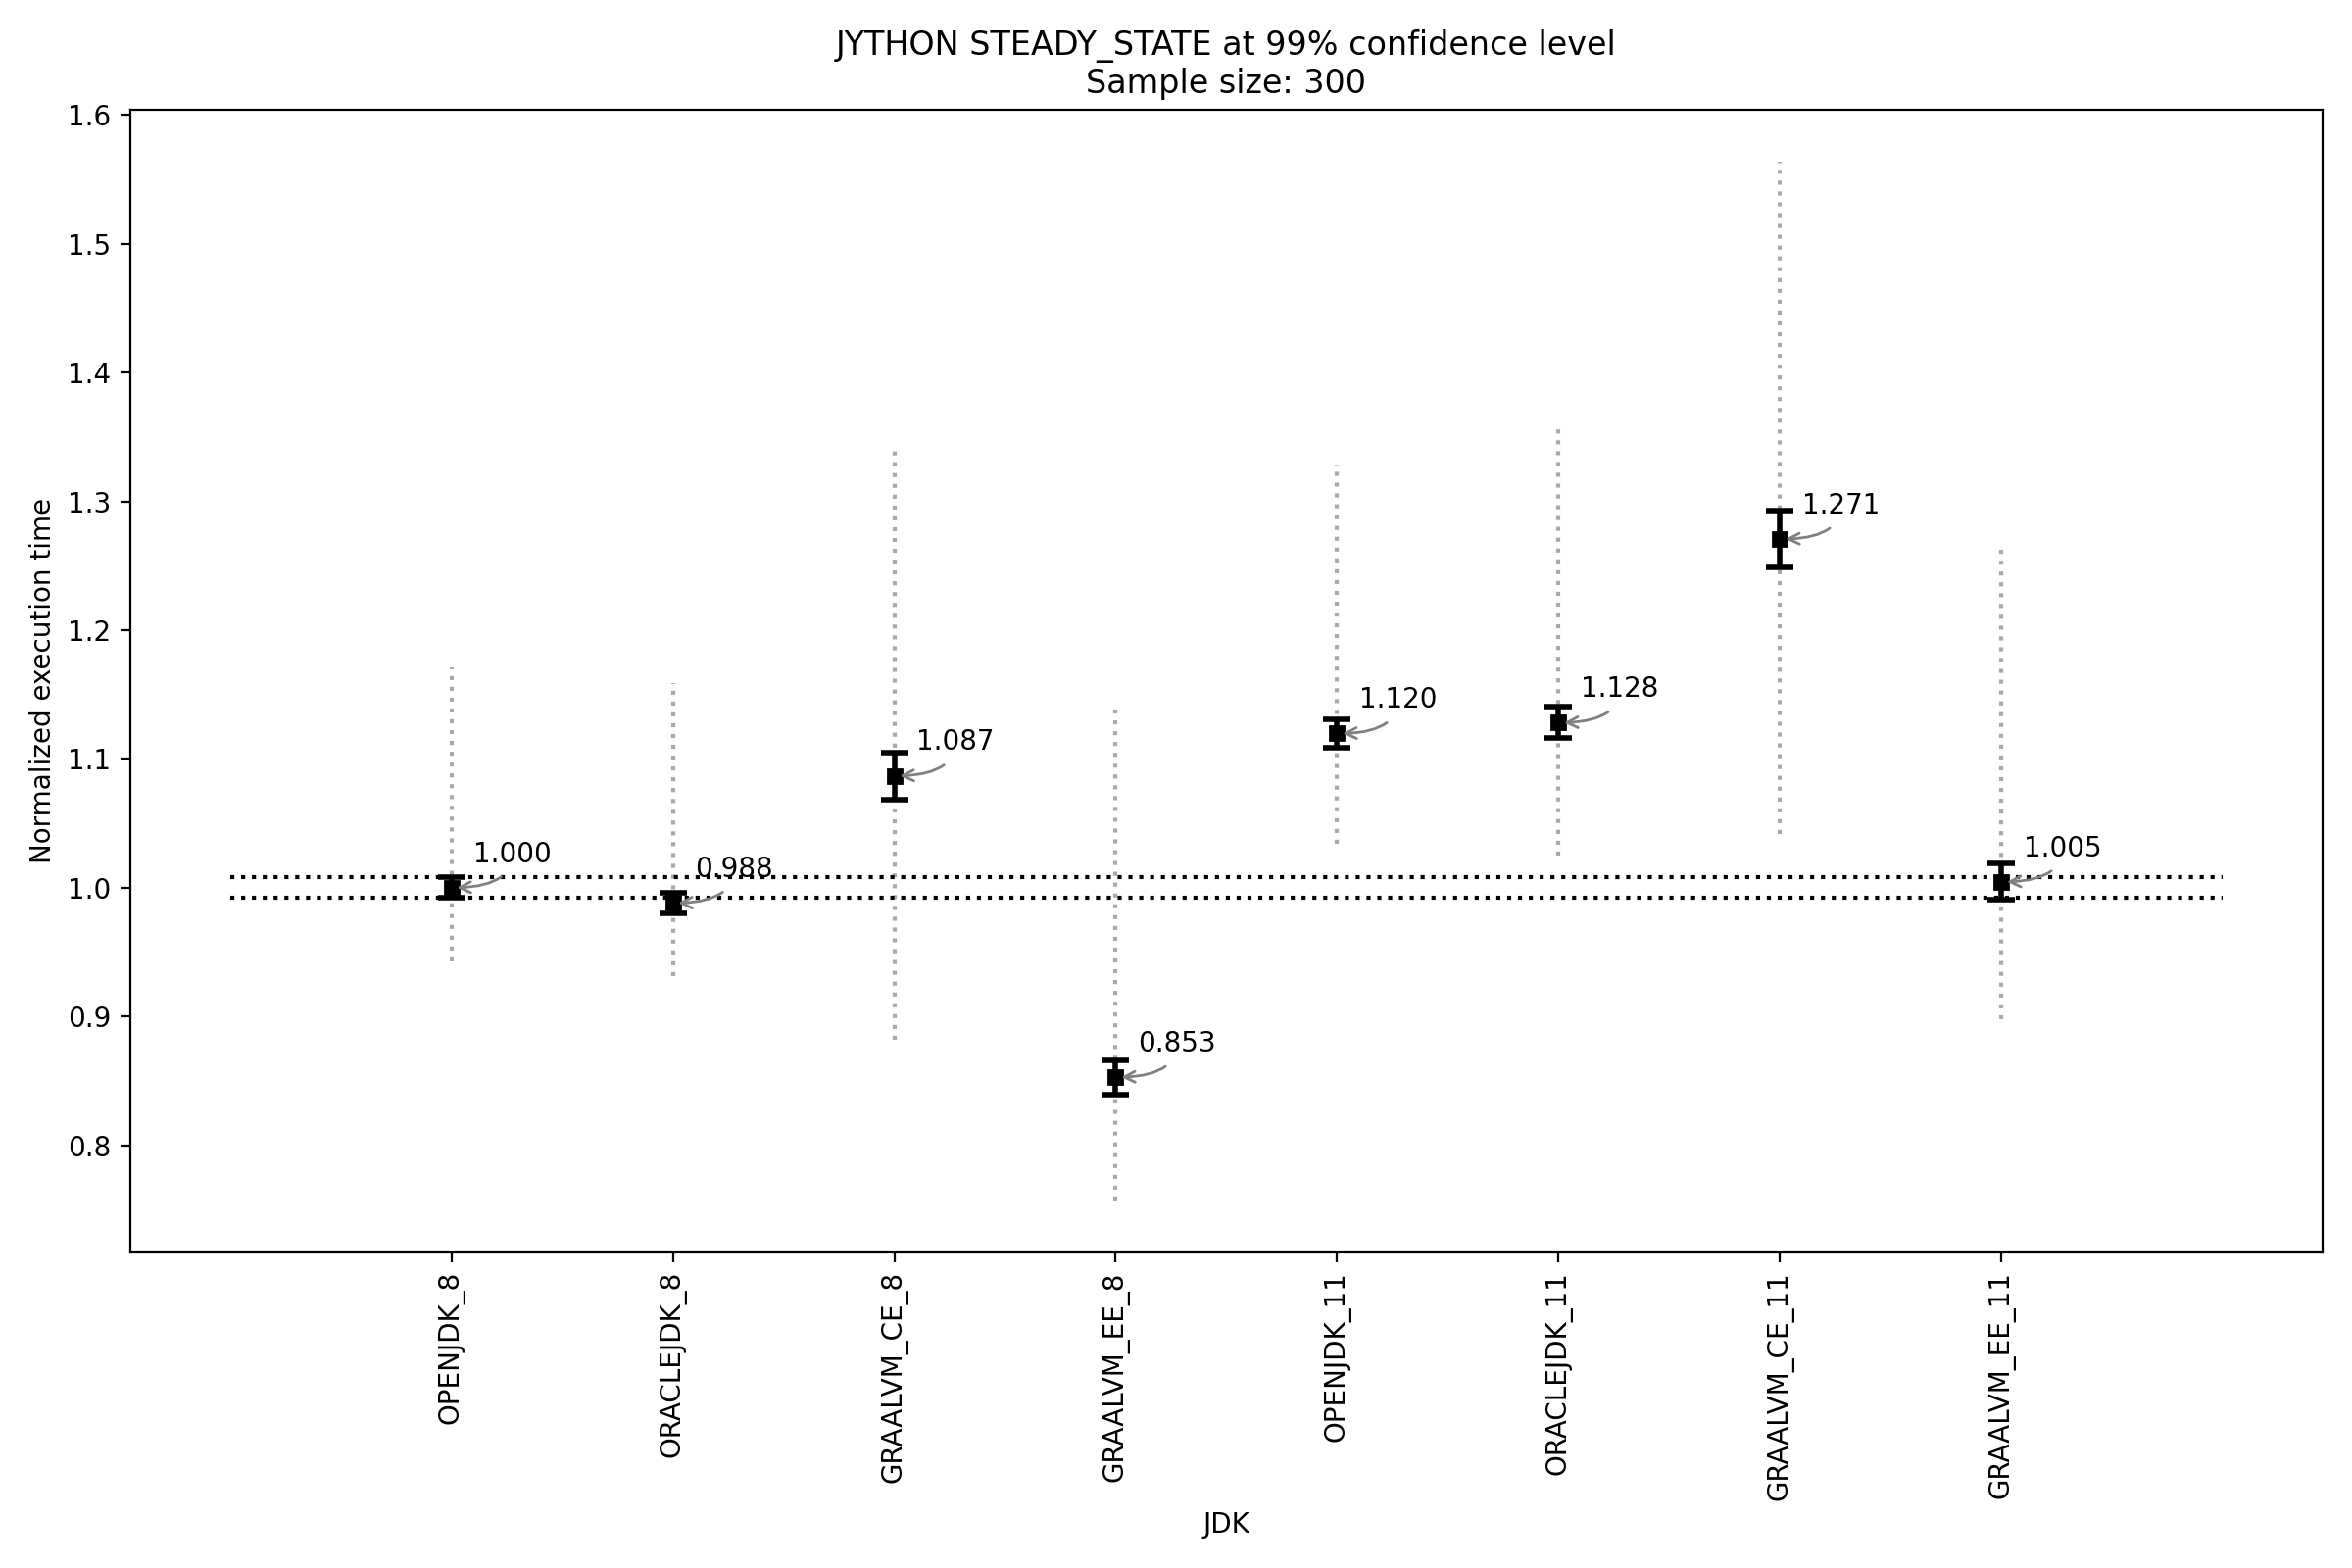 JYTHON STEADY_STATE at 99% confidence level
Sample size: 300
Normalized execution time
1.6
1.5
1.4
1.3
1.2
1.1
1.0
0.9
0.8
1.000
0.988
1.087
0.853
1.120
1.128
1.271
1.005
OPENJDK_8
ORACLEJDK_8
GRAALVM_CE_8
GRAALVM_EE_8
OPENJDK_11
ORACLEJDK_11
GRAALVM_CE_11
GRAALVM_EE_11
JDK